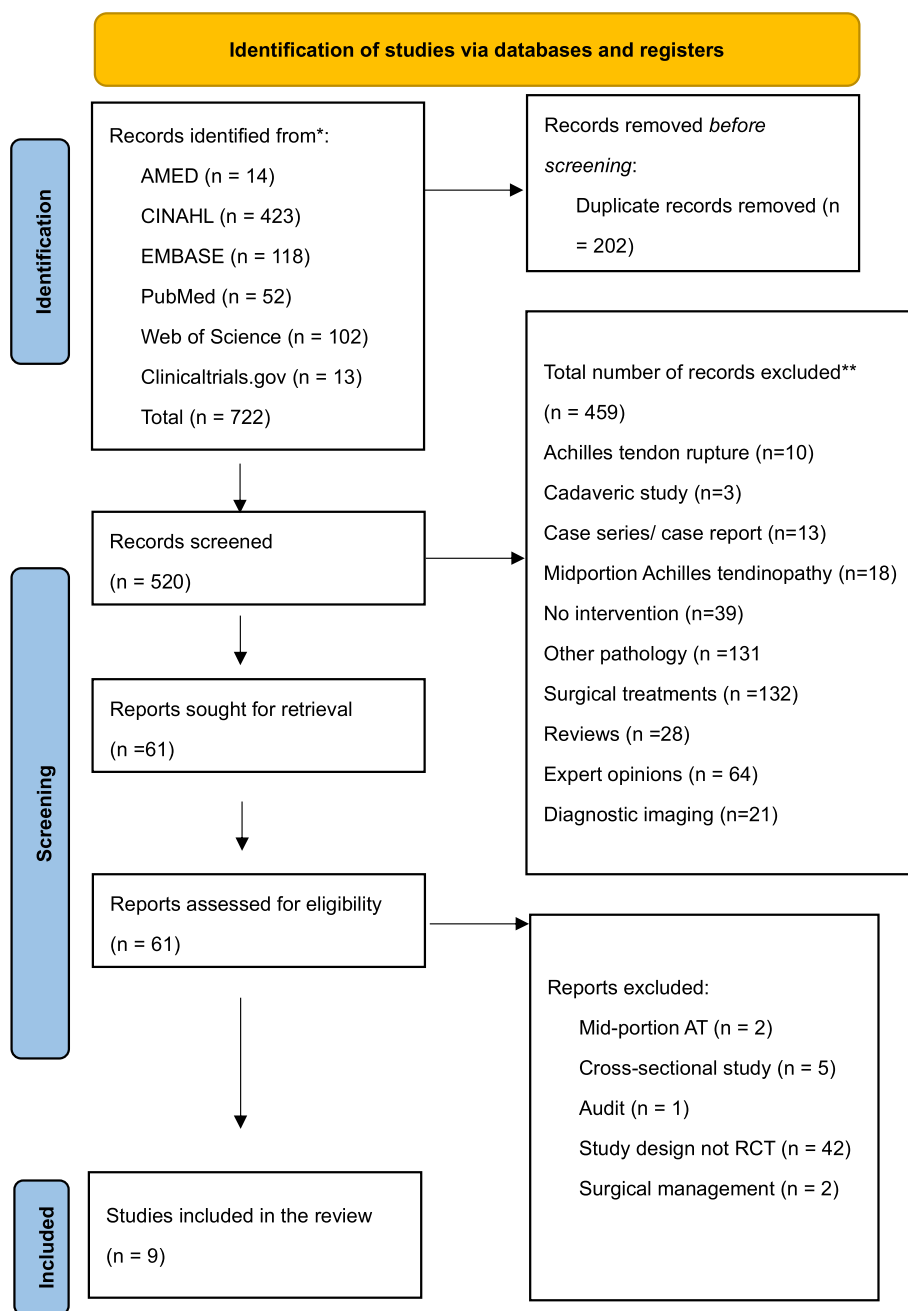 Identification of studies via databases and registers
Identification
Records identified from*:
AMED (n = 14)
CINAHL (n = 423)
EMBASE (n = 118)
PubMed (n = 52)
Web of Science (n = 102)
Clinicaltrials.gov (n = 13)
Total (n = 722)
Records removed before
screening:
Duplicate records removed (n
= 202)
Screening
Records screened
(n = 520)
Total number of records excluded**
(n = 459)
Achilles tendon rupture (n=10)
Cadaveric study (n=3)
Case series/ case report (n=13)
Midportion Achilles tendinopathy (n=18)
No intervention (n=39)
Other pathology (n =131
Surgical treatments (n =132)
Reviews (n =28)
Expert opinions (n = 64)
Diagnostic imaging (n=21)
Reports sought for retrieval
(n =61)
Reports assessed for eligibility
(n = 61)
Reports excluded:
Mid-portion AT (n = 2)
Cross-sectional study (n = 5)
Audit (n = 1)
Study design not RCT (n = 42)
Surgical management (n = 2)
Included
Studies included in the review
(n = 9)